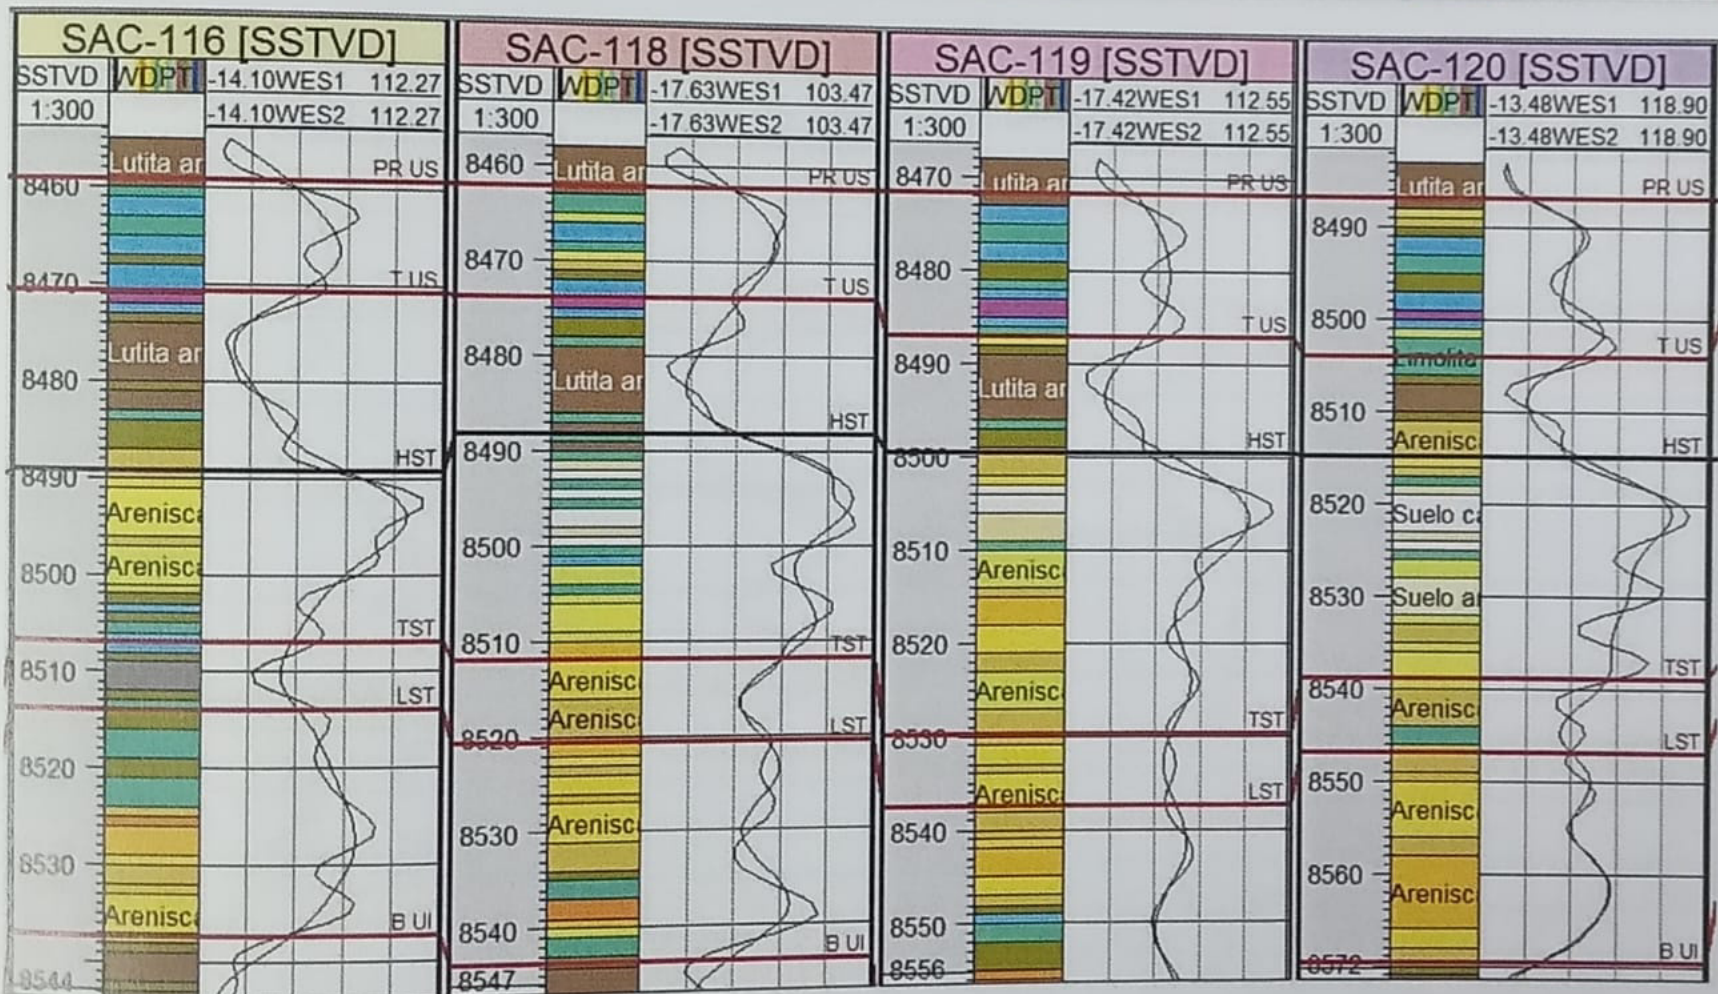 SAC-116 [SSTVD]
SSTVD WDPT -14.10WES1 112.27
1:300 -14.10WES2 112.27
Lutita ar PR US
8460
8470 T US
Lutita ar
8480
HST
8490
Arenisca
Arenisca
8500
TST
8510
LST
8520
8530
Arenisca B UI
8544
SAC-118 [SSTVD]
SSTVD WDPT -17.63WES1 103.47
1:300 -17.63WES2 103.47
8460 Lutita ar PR US
8470
T US
8480
Lutita ar
HST
8490
8500
8510 TST
Arenisc
Arenisc LST
8520
8530 Arenisc
8540 B UI
8547
SAC-119 [SSTVD]
SSTVD WDPT -17.42WES1 112.55
1:300 -17.42WES2 112.55
8470 Lutita ar PR US
8480
T US
8490
Lutita ar
HST
8500
8510
Arenisc
8520
Arenisc
TST
8530
Arenisc LST
8540
8550
8556
SAC-120 [SSTVD]
SSTVD WDPT -13.48WES1 118.90
1:300 -13.48WES2 118.90
Lutita ar PR US
8490
8500
T US
Limolita
8510
Arenisc HST
8520 Suelo ca
8530 Suelo ar
TST
8540
Arenisc
LST
8550
Arenisc
8560
Arenisc
B UI
8572